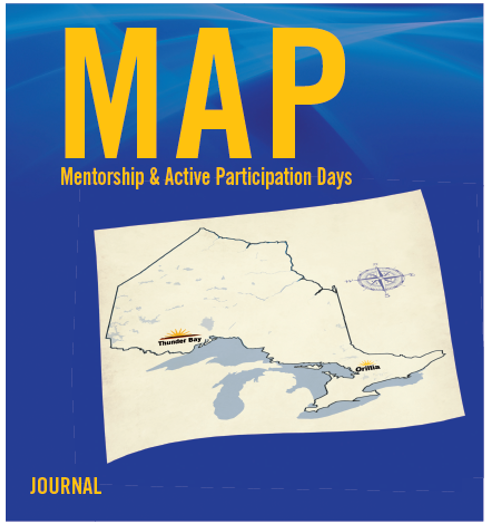 MAP
Mentorship & Active Participation Days
Thunder Bay
Orillia
JOURNAL